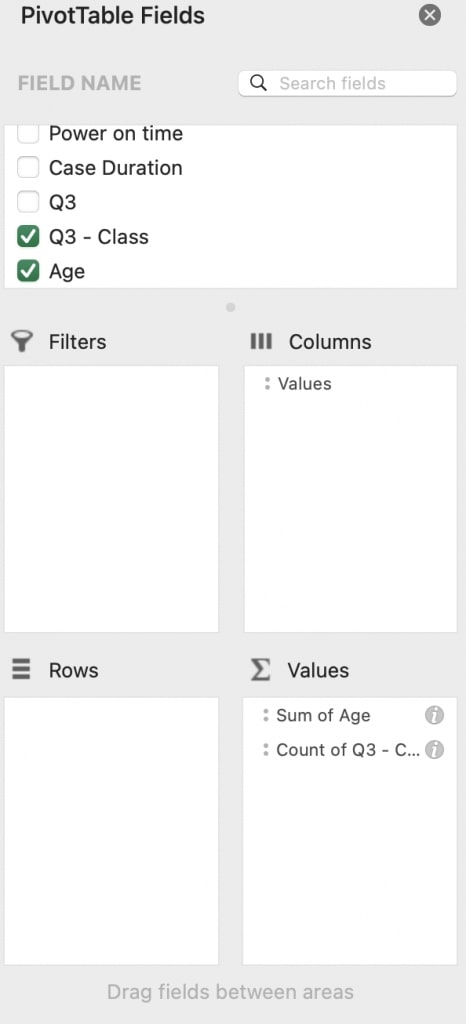 PivotTable Fields
FIELD NAME
Search fields
Power on time
Case Duration
Q3
Q3 - Class
Age
Filters
Columns
Values
Rows
Values
Sum of Age
Count of Q3 - C...
Drag fields between areas